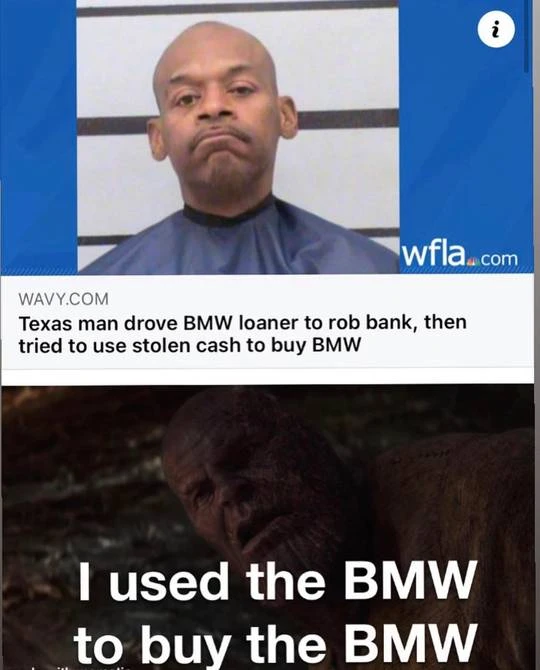 i
wfla.com
WAVY.COM
Texas man drove BMW loaner to rob bank, then
tried to use stolen cash to buy BMW
I used the BMW
to buy the BMW